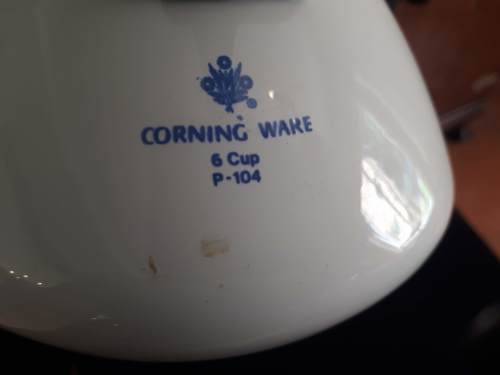 CORNING WARE
6 Cup
P-104